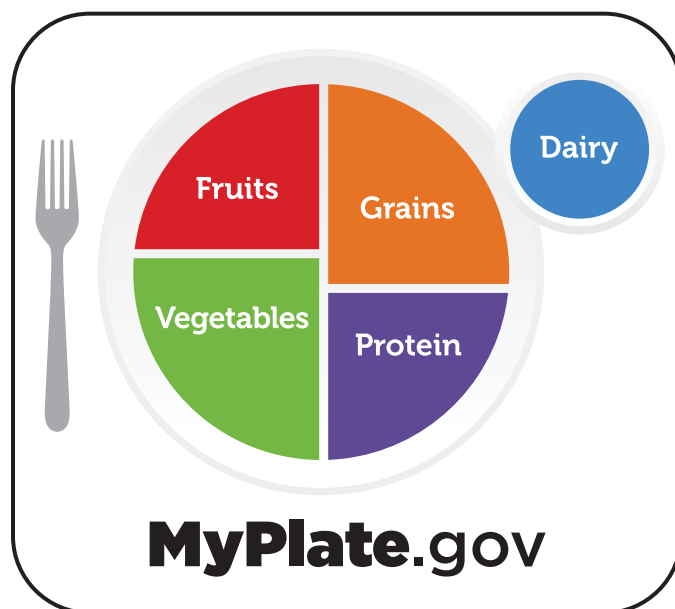 Fruits
Grains
Dairy
Vegetables
Protein
MyPlate.gov